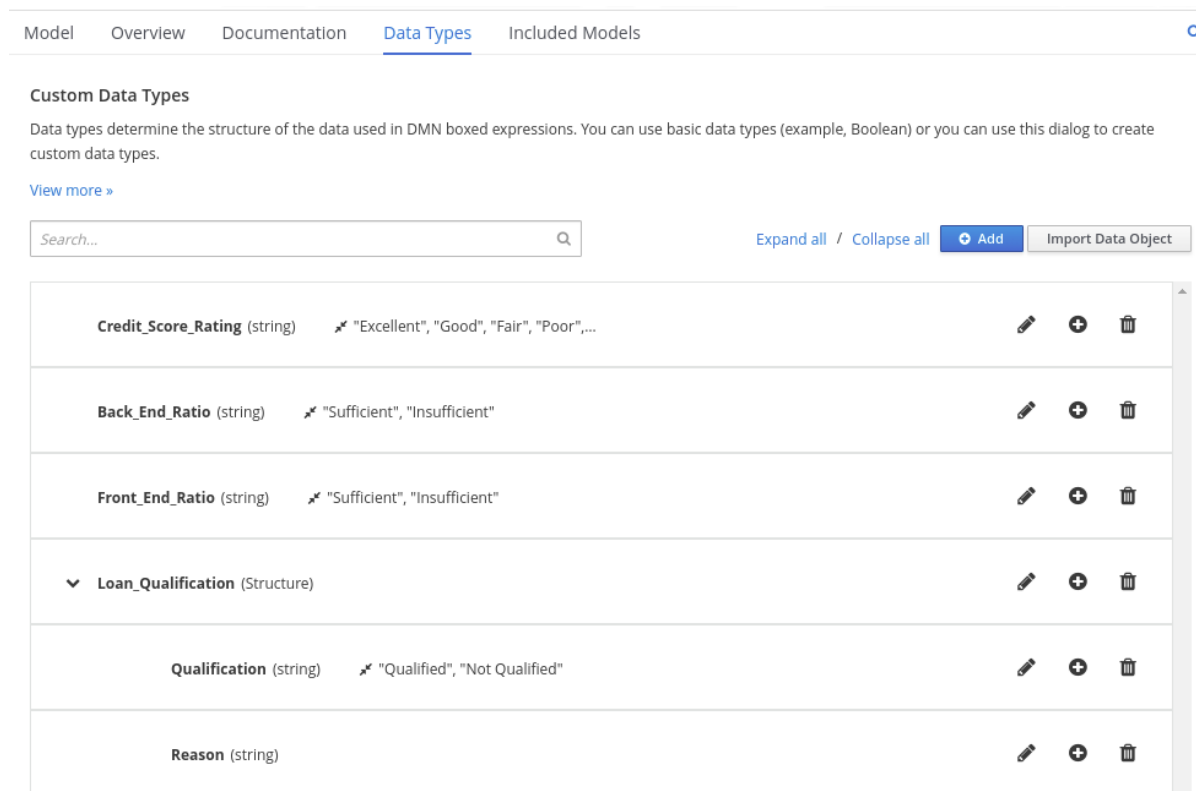 Model Overview Documentation Data Types Included Models
Custom Data Types
Data types determine the structure of the data used in DMN boxed expressions. You can use basic data types (example, Boolean) or you can use this dialog to create
custom data types.
View more »
Search... Expand all / Collapse all Add Import Data Object
Credit_Score_Rating (string) "Excellent", "Good", "Fair", "Poor",...
Back_End_Ratio (string) "Sufficient", "Insufficient"
Front_End_Ratio (string) "Sufficient", "Insufficient"
Loan_Qualification (Structure)
Qualification (string) "Qualified", "Not Qualified"
Reason (string)